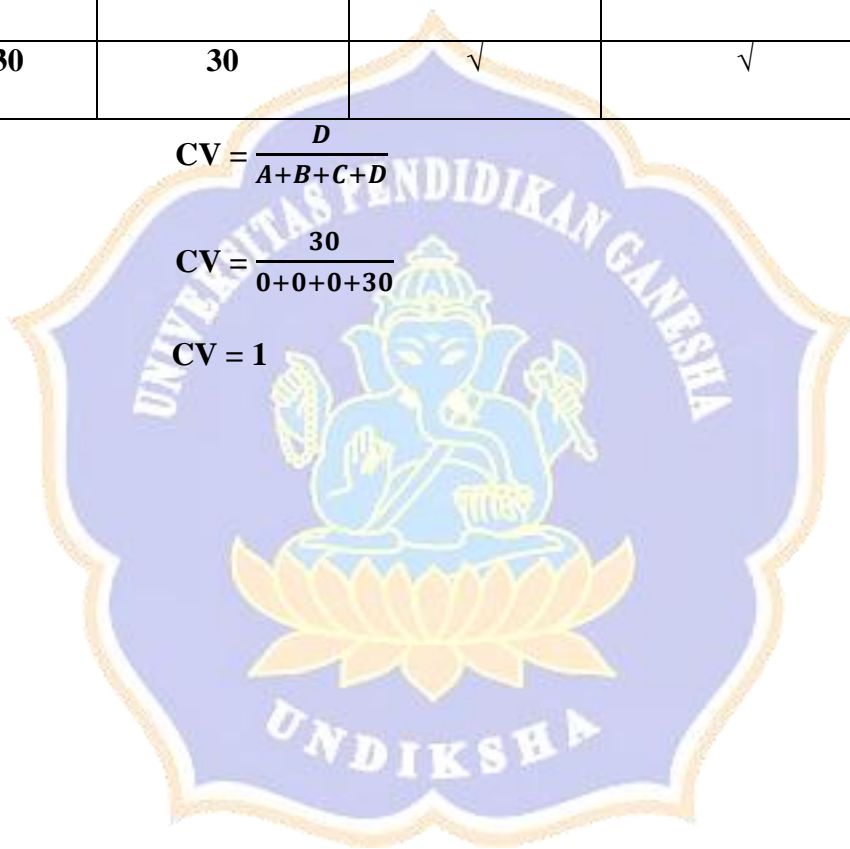 30 30 √ √
CV = D / A+B+C+D
CV = 30 / 0+0+0+30
CV = 1
UNIVERSITAS PENDIDIKAN GANESHA
UNDIKSHA